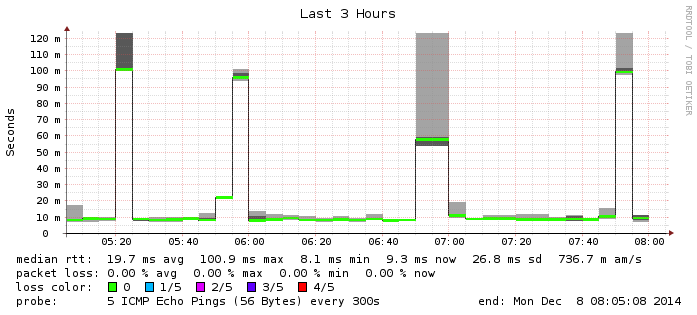 Last 3 Hours
RRDTOOL / TOBI OETIKER
Seconds
120 m
110 m
100 m
90 m
80 m
70 m
60 m
50 m
40 m
30 m
20 m
10 m
0
05:20 05:40 06:00 06:20 06:40 07:00 07:20 07:40 08:00
median rtt: 19.7 ms avg 100.9 ms max 8.1 ms min 9.3 ms now 26.8 ms sd 736.7 m am/s
packet loss: 0.00 % avg 0.00 % max 0.00 % min 0.00 % now
loss color: 0 1/5 2/5 3/5 4/5
probe: 5 ICMP Echo Pings (56 Bytes) every 300s end: Mon Dec 8 08:05:08 2014